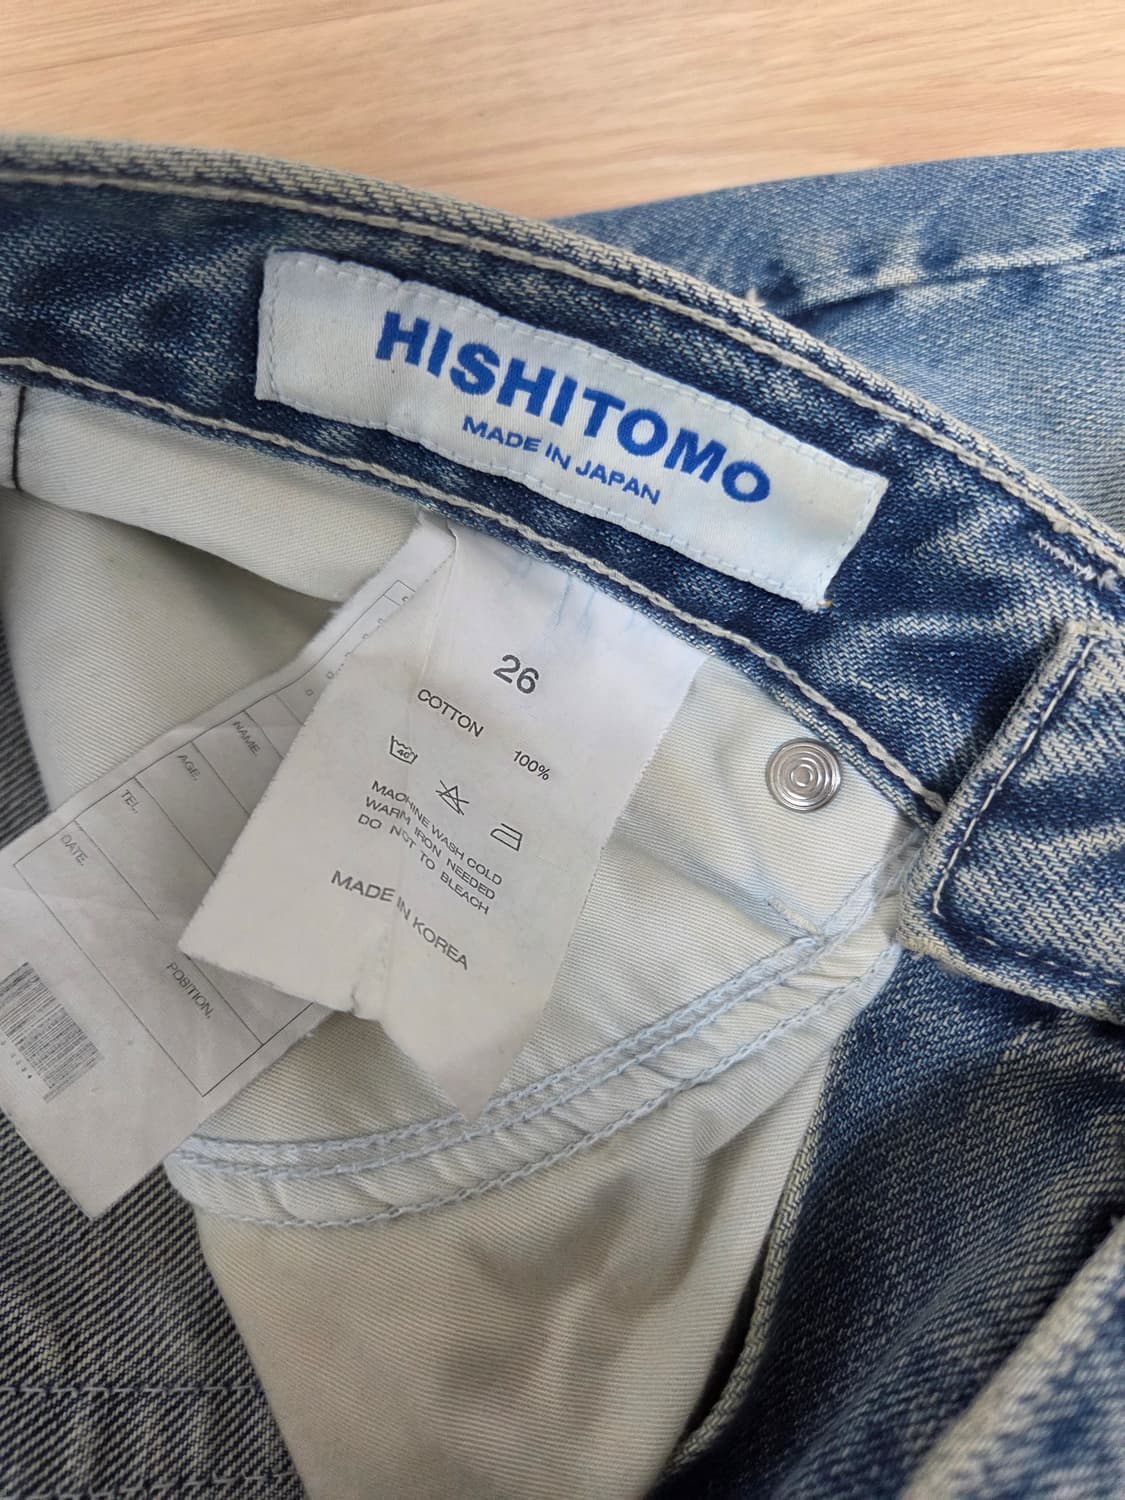 HISHITOMO
MADE IN JAPAN
26
COTTON 100%
40
MACHINE WASH COLD
WARM IRON NEEDED
DO NOT TO BLEACH
MADE IN KOREA
NAME.
AGE.
TEL.
DATE.
POSITION.